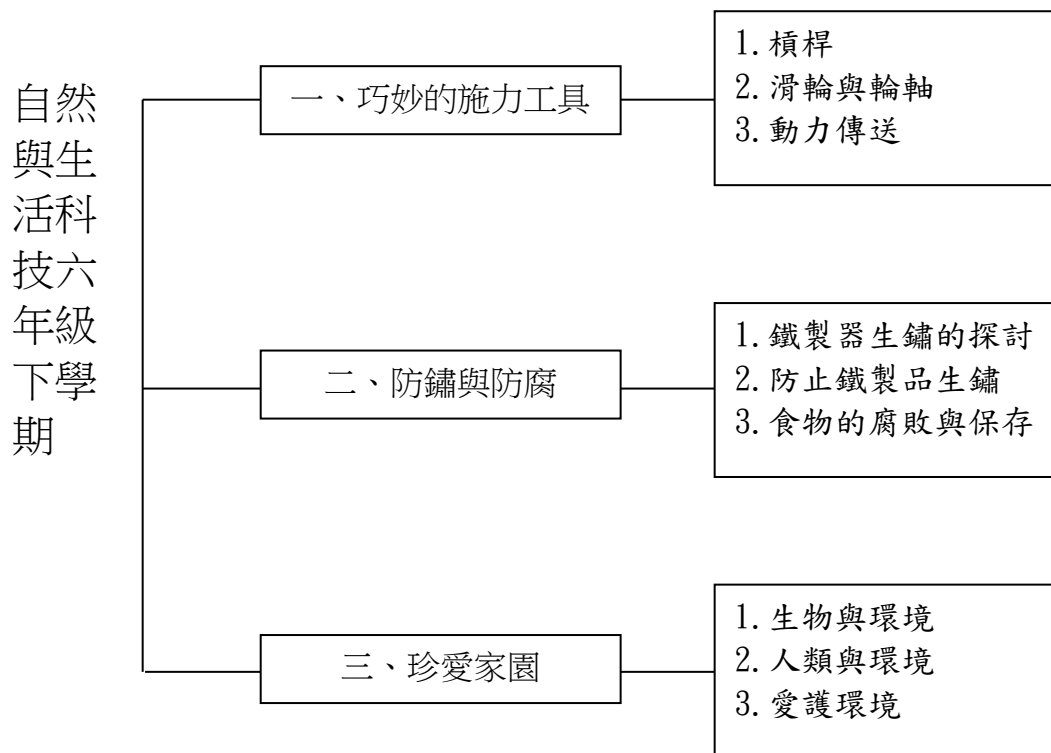 自然
與生
活科
技六
年級
下學
期
一、巧妙的施力工具
1.槓桿
2.滑輪與輪軸
3.動力傳送
二、防鏽與防腐
1.鐵製器生鏽的探討
2.防止鐵製品生鏽
3.食物的腐敗與保存
三、珍愛家園
1.生物與環境
2.人類與環境
3.愛護環境